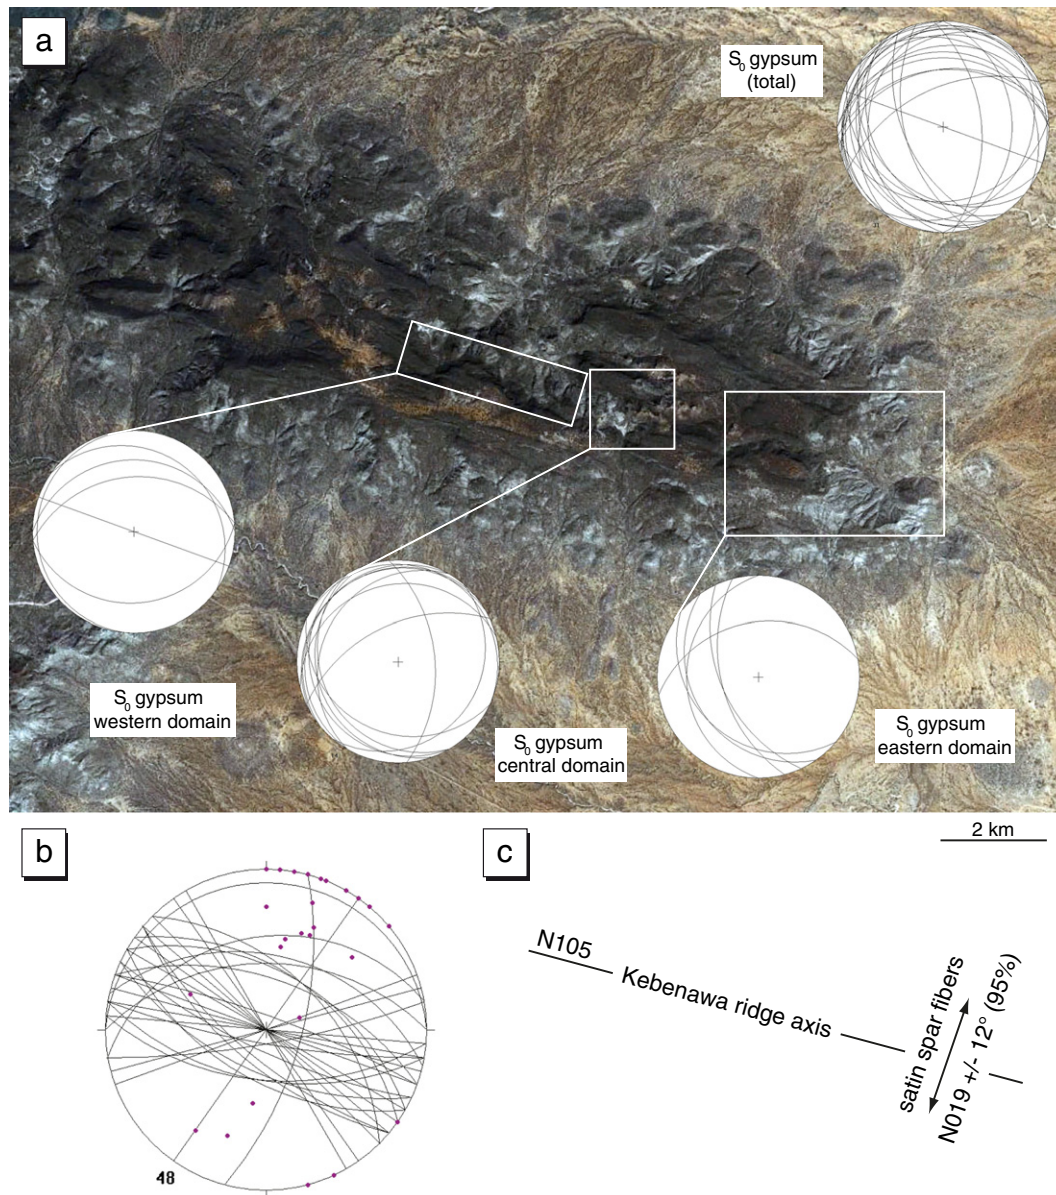 a
S0 gypsum
(total)
S0 gypsum
western domain
S0 gypsum
central domain
S0 gypsum
eastern domain
b
48
c
2 km
N105
Kebenawa ridge axis
satin spar fibers
N019 +/- 12° (95%)